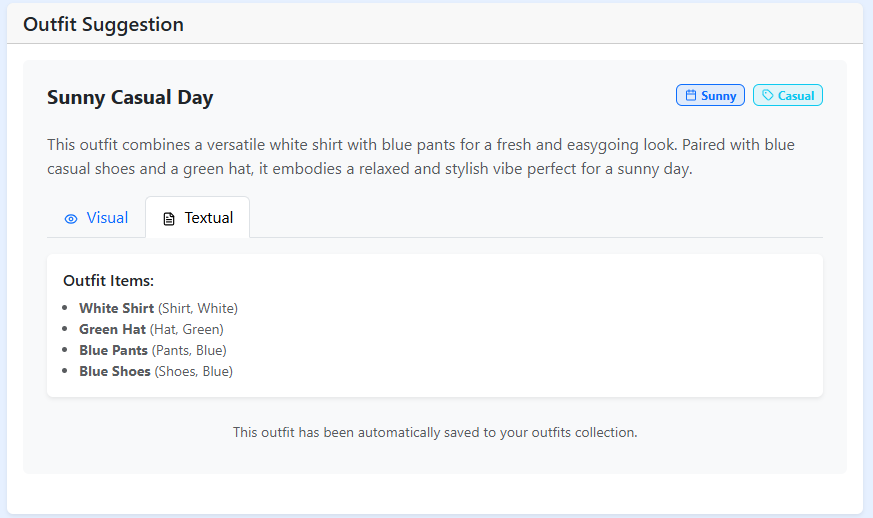 Outfit Suggestion
Sunny Casual Day
Sunny
Casual
This outfit combines a versatile white shirt with blue pants for a fresh and easygoing look. Paired with blue
casual shoes and a green hat, it embodies a relaxed and stylish vibe perfect for a sunny day.
Visual
Textual
Outfit Items:
• White Shirt (Shirt, White)
• Green Hat (Hat, Green)
• Blue Pants (Pants, Blue)
• Blue Shoes (Shoes, Blue)
This outfit has been automatically saved to your outfits collection.